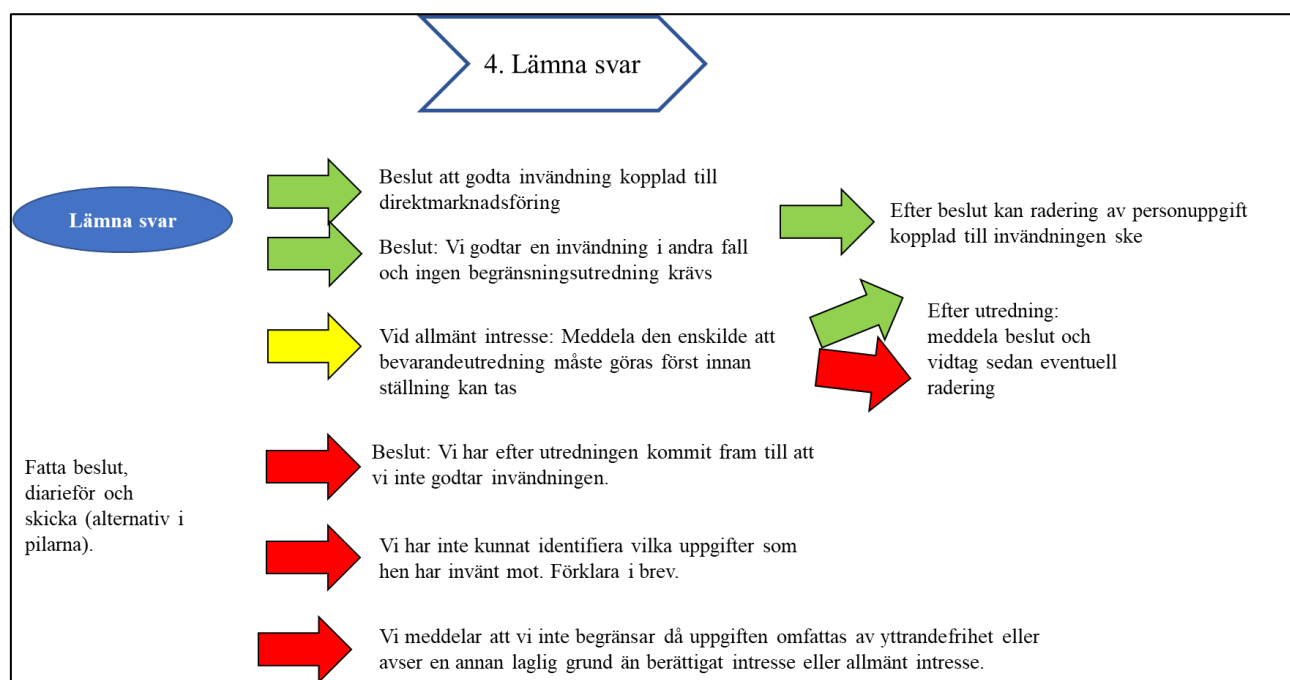 4. Lämna svar
Lämna svar
Beslut att godta invändning kopplad till
direktmarknadsföring
Beslut: Vi godtar en invändning i andra fall
och ingen begränsningsutredning krävs
Efter beslut kan radering av personuppgift
kopplad till invändningen ske
Vid allmänt intresse: Meddela den enskilde att
bevarandeutredning måste göras först innan
ställning kan tas
Efter utredning:
meddela beslut och
vidtag sedan eventuell
radering
Fatta beslut,
diarieför och
skicka (alternativ i
pilarna).
Beslut: Vi har efter utredningen kommit fram till att
vi inte godtar invändningen.
Vi har inte kunnat identifiera vilka uppgifter som
hen har invänt mot. Förklara i brev.
Vi meddelar att vi inte begränsar då uppgiften omfattas av yttrandefrihet eller
avser en annan laglig grund än berättigat intresse eller allmänt intresse.